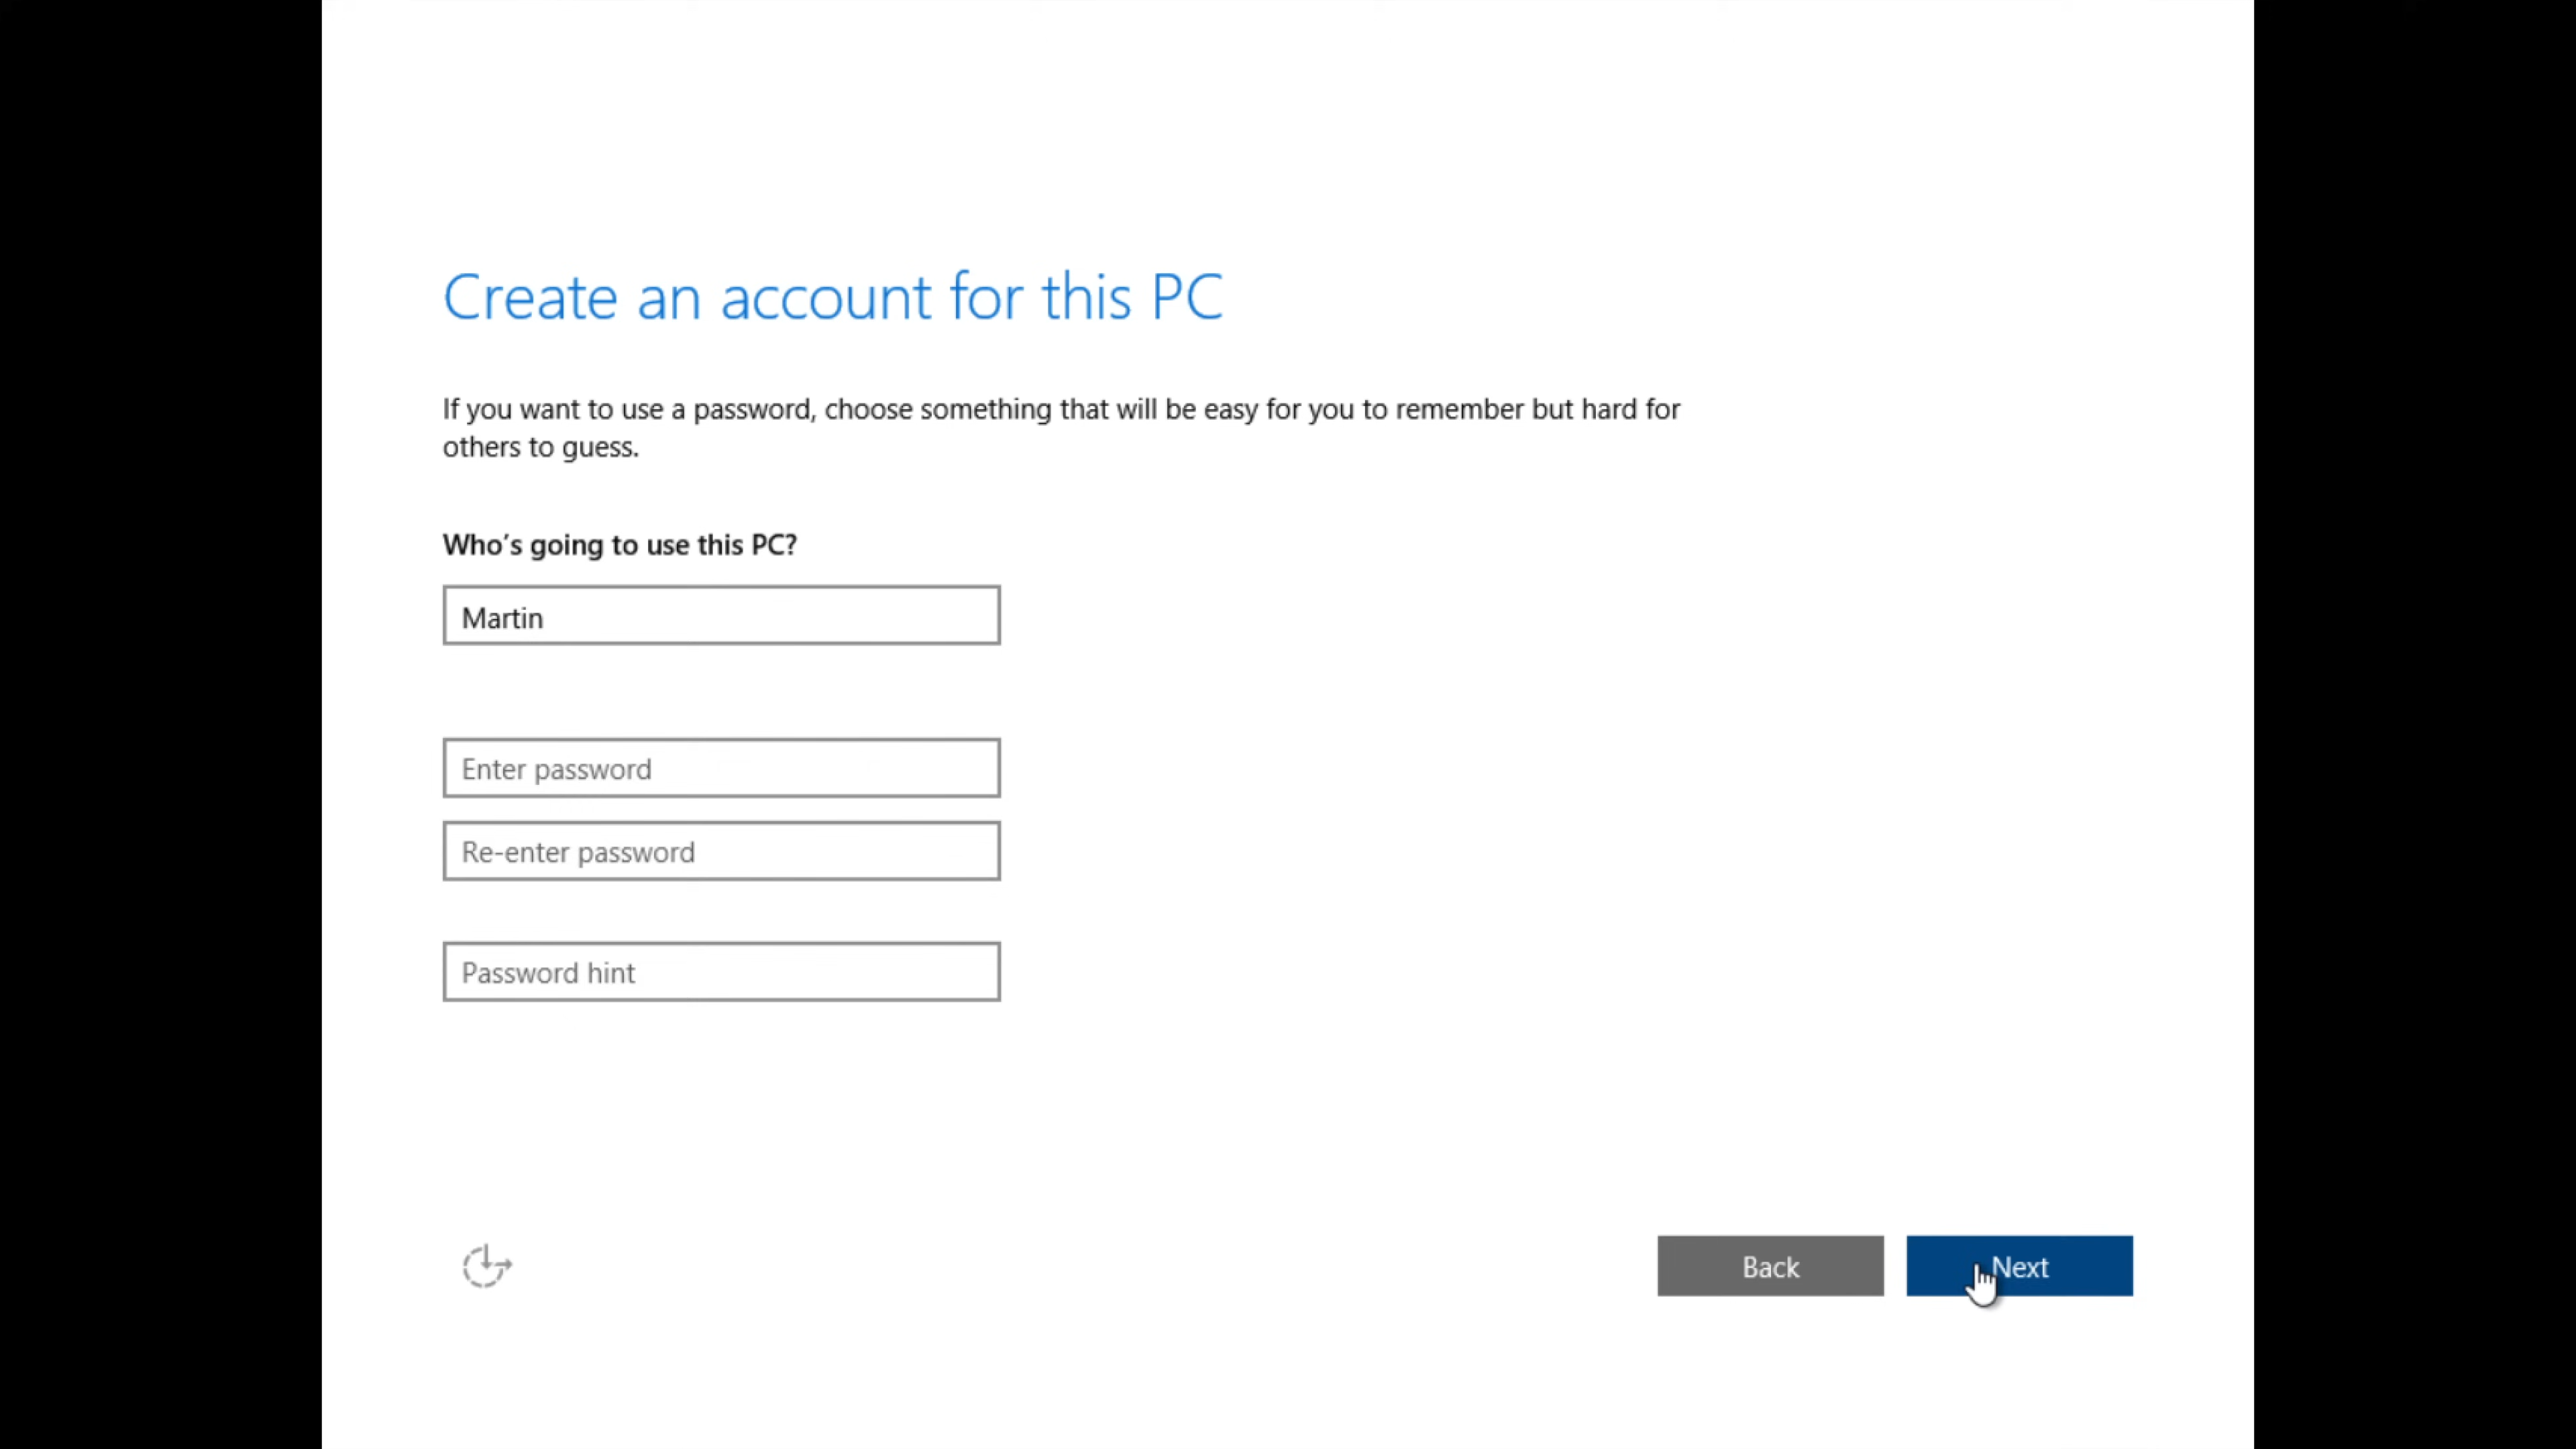 Create an account for this PC
If you want to use a password, choose something that will be easy for you to remember but hard for
others to guess.
Who's going to use this PC?
Martin
Enter password
Re-enter password
Password hint
Back
Next